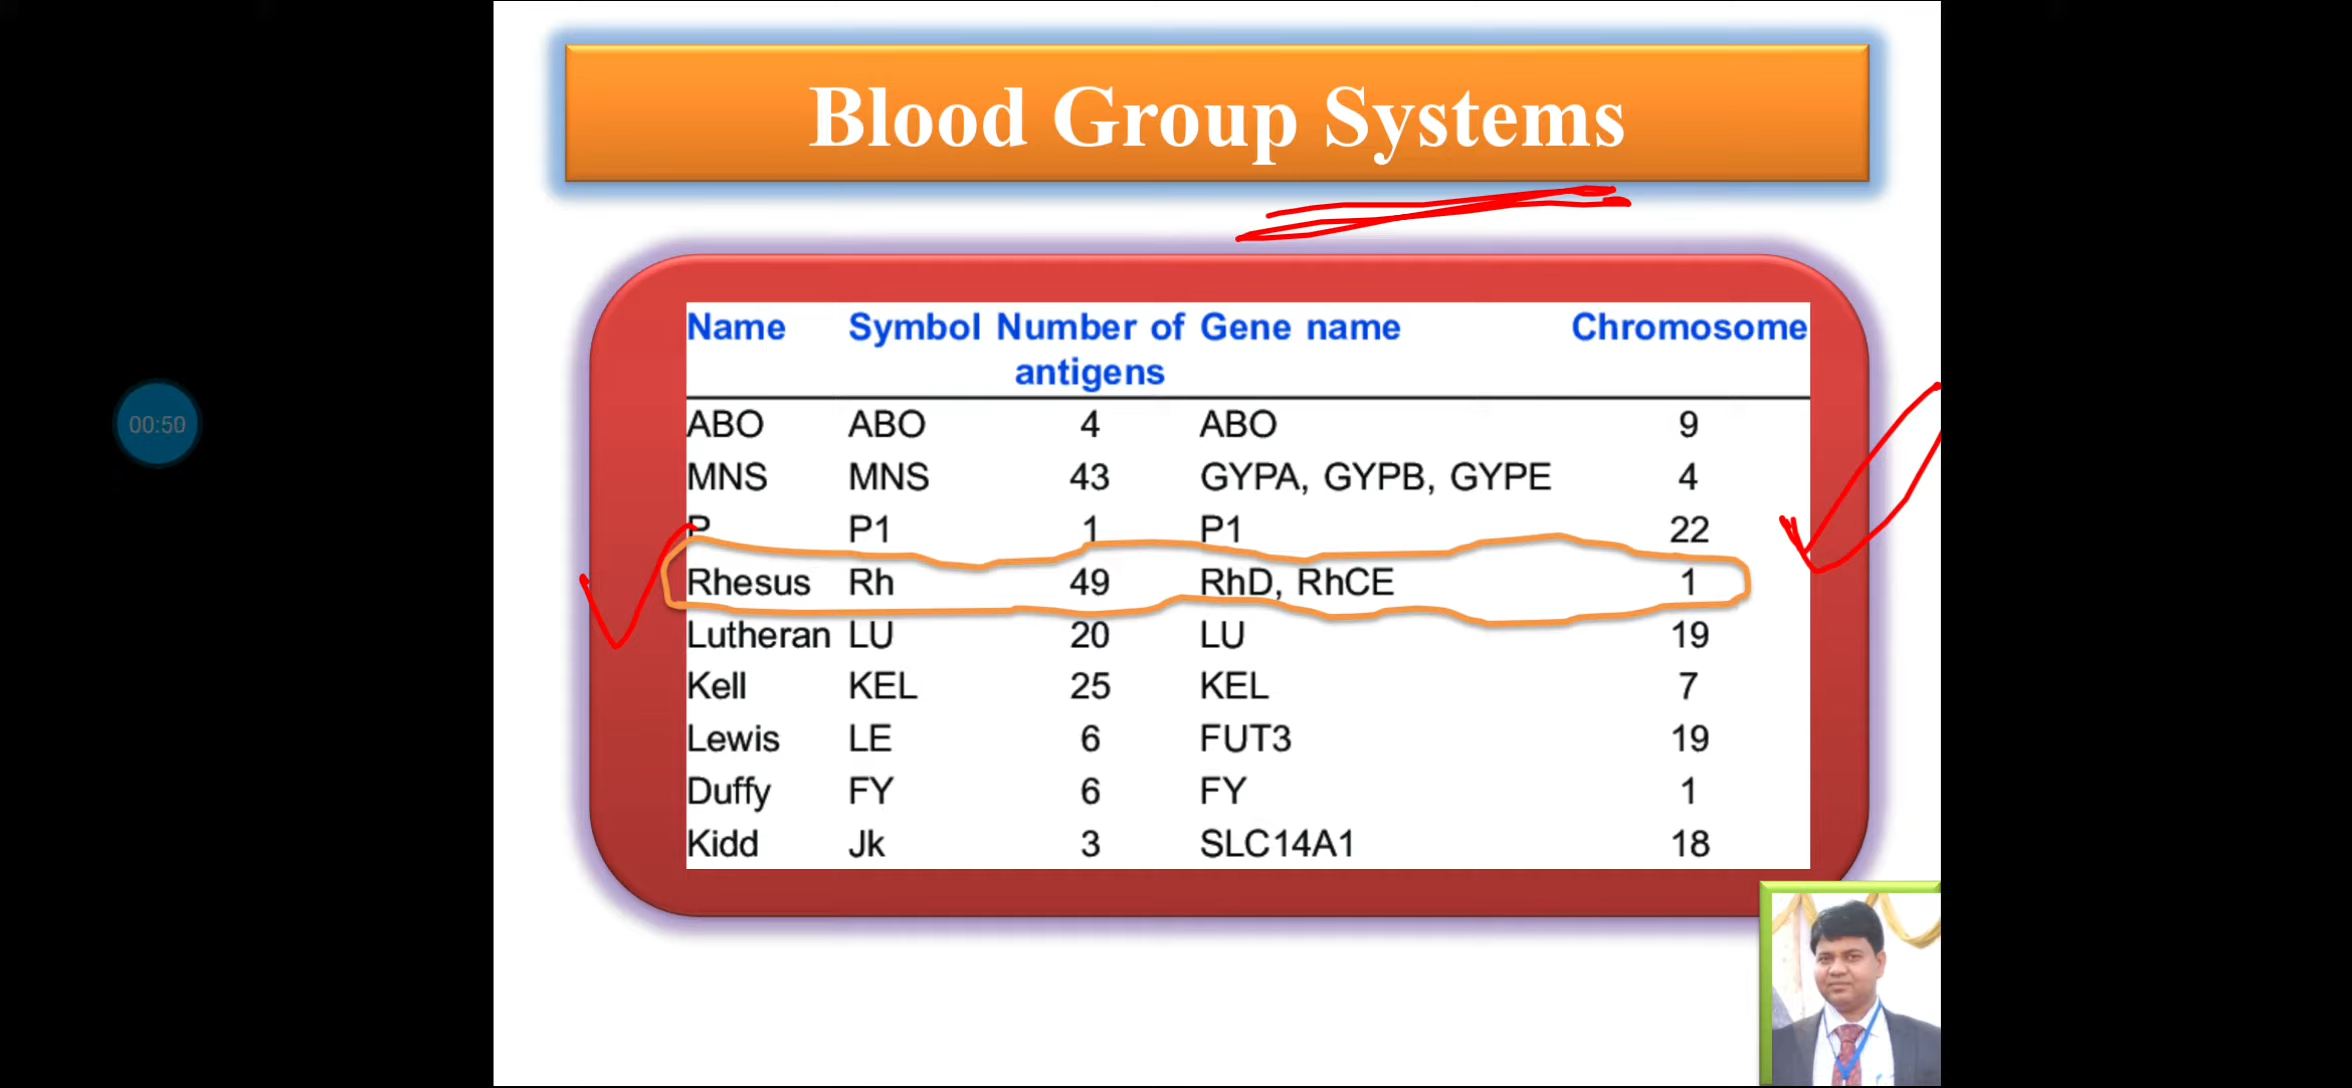 Blood Group Systems
Name Symbol Number of antigens Gene name Chromosome
ABO ABO 4 ABO 9
MNS MNS 43 GYPA, GYPB, GYPE 4
P P1 1 P1 22
Rhesus Rh 49 RhD, RhCE 1
Lutheran LU 20 LU 19
Kell KEL 25 KEL 7
Lewis LE 6 FUT3 19
Duffy FY 6 FY 1
Kidd Jk 3 SLC14A1 18
00:50